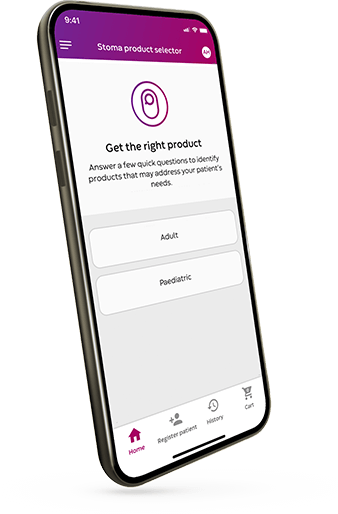 9:41
Stoma product selector
AH
Get the right product
Answer a few quick questions to identify
products that may address your patient's
needs.
Adult
Paediatric
Home
Register patient
History
Cart